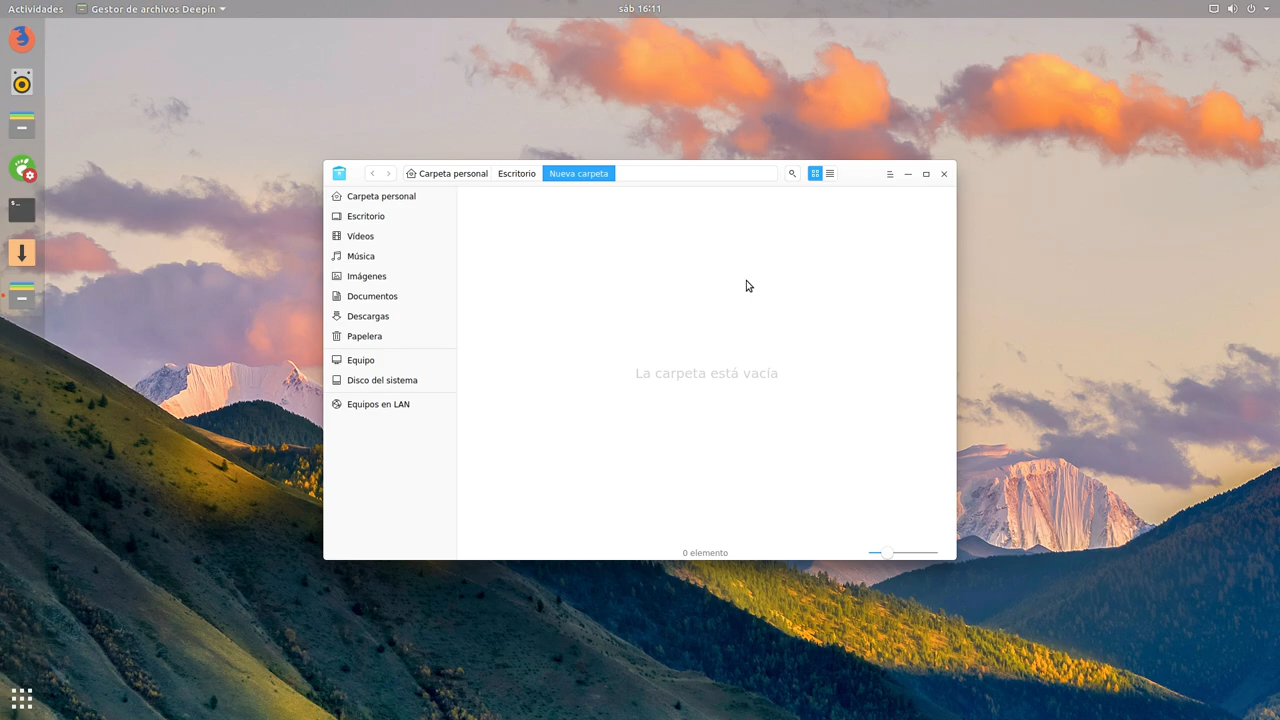 Actividades Gestor de archivos Deepin sáb 16:11
Carpeta personal Escritorio Nueva carpeta
Carpeta personal
Escritorio
Vídeos
Música
Imágenes
Documentos
Descargas
Papelera
Equipo
Disco del sistema
Equipos en LAN
La carpeta está vacía
0 elemento